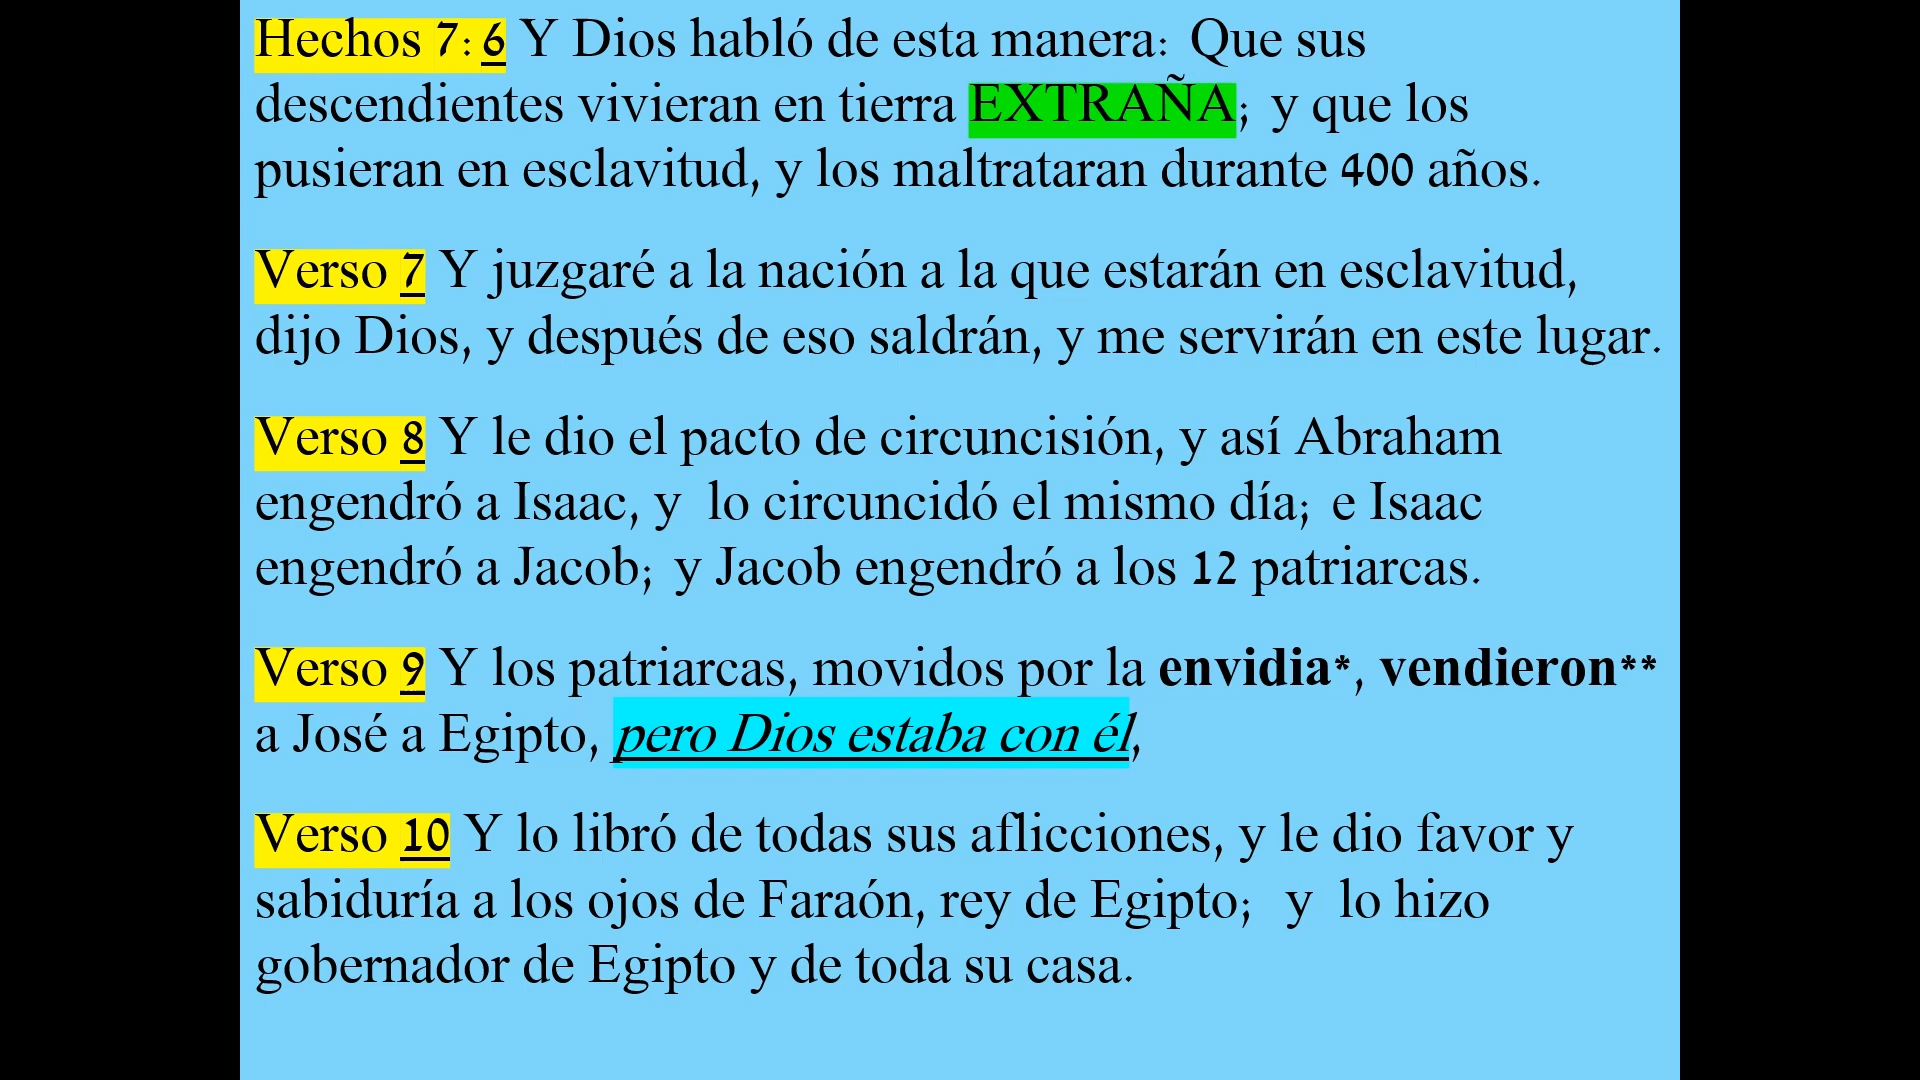 Hechos 7:6 Y Dios habló de esta manera: Que sus
descendientes vivieran en tierra EXTRAÑA; y que los
pusieran en esclavitud, y los maltrataran durante 400 años.
Verso 7 Y juzgaré a la nación a la que estarán en esclavitud,
dijo Dios, y después de eso saldrán, y me servirán en este lugar.
Verso 8 Y le dio el pacto de circuncisión, y así Abraham
engendró a Isaac, y lo circuncidó el mismo día; e Isaac
engendró a Jacob; y Jacob engendró a los 12 patriarcas.
Verso 9 Y los patriarcas, movidos por la envidia*, vendieron**
a José a Egipto, pero Dios estaba con él,
Verso 10 Y lo libró de todas sus aflicciones, y le dio favor y
sabiduría a los ojos de Faraón, rey de Egipto; y lo hizo
gobernador de Egipto y de toda su casa.